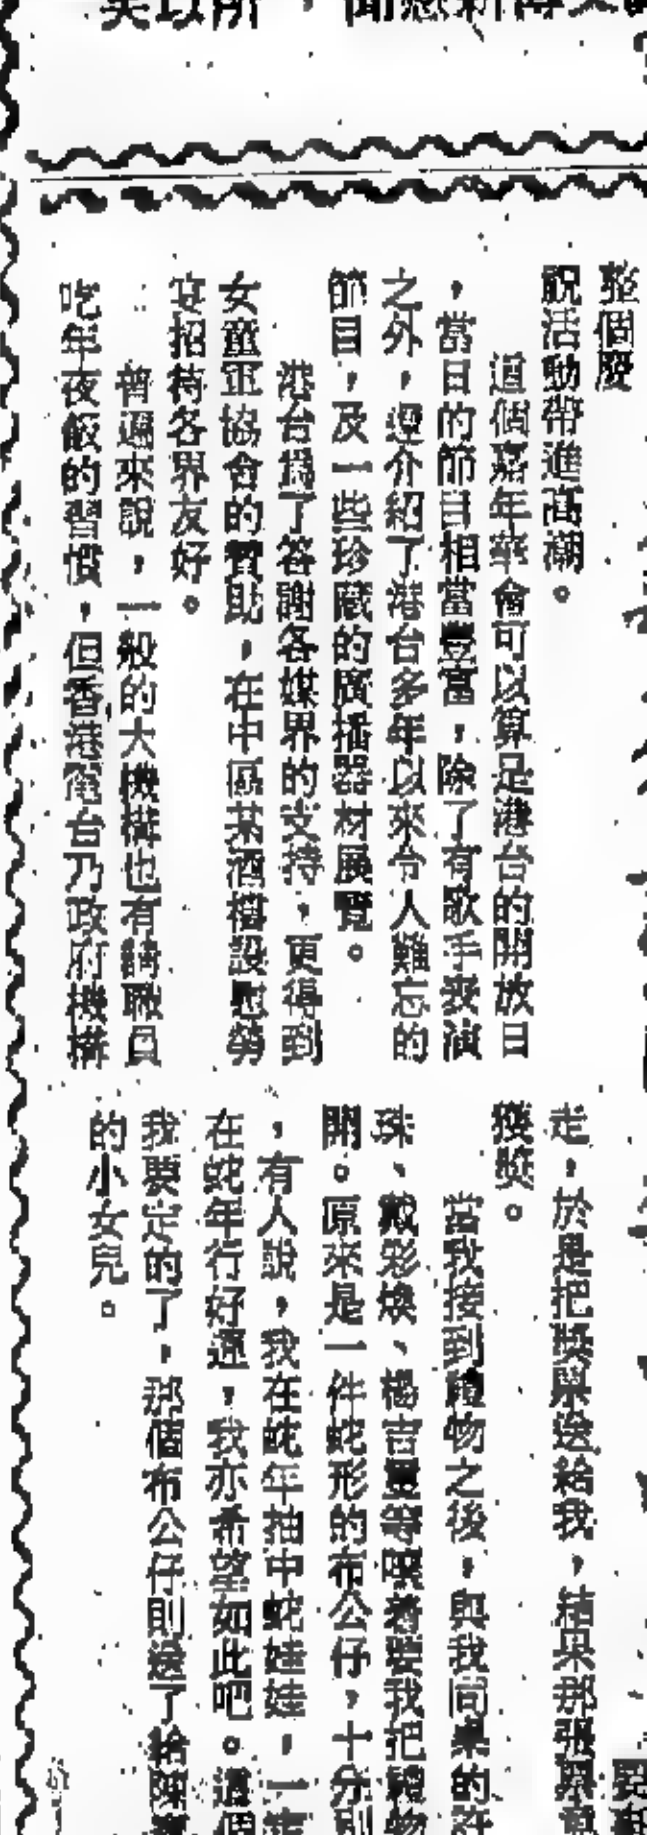 整個慶
祝活動帶進高潮。
這個嘉年華會可以算是港台的開放日
，當日的節目相當豐富，除了有歌手表演
之外，還介紹了港台多年以來令人難忘的
節目，及一些珍藏的廣播器材展覽。
港台為了答謝各媒界的支持，更得到
女童軍協會的贊助，在中區某酒樓設慰勞
宴招待各界友好。
普遍來說，一般的大機構也有請職員
吃年夜飯的習慣，但香港電台乃政府機構
走，於是把獎票送給我，結果那張票
獲獎。
當我接到禮物之後，與我同桌的許
珠、戴彩煥、楊吉璽等嚷着要我把禮物
開。原來是一件蛇形的布公仔，十分別
，有人說，我在蛇年抽中蛇娃娃，一定
在蛇年行好運，我亦希望如此吧。這個
我要定的了，那個布公仔則送了給陳
的小女兒。